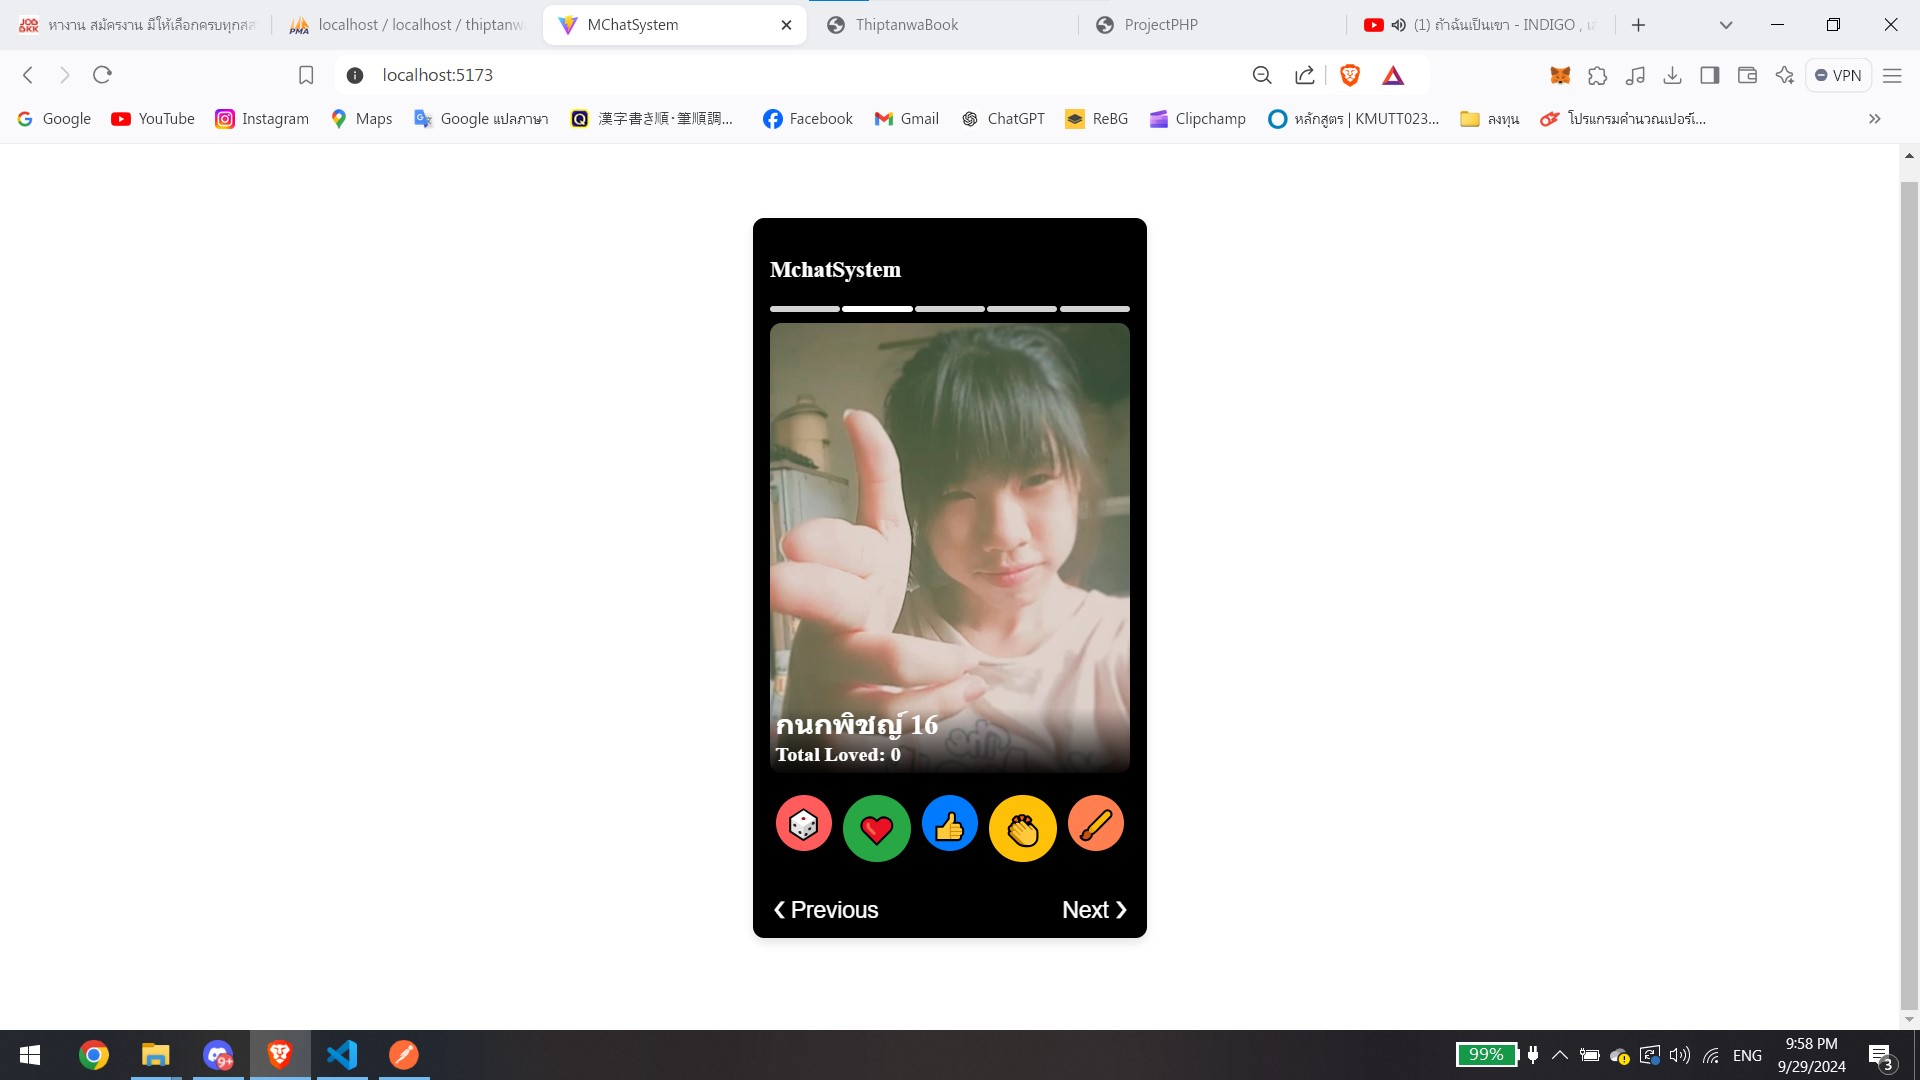 หางาน สมัครงาน มีให้เลือกครบทุกสส
localhost / localhost / thiptanwa
MChatSystem
ThiptanwaBook
ProjectPHP
(1) ถ้าฉันเป็นเขา - INDIGO ,
localhost:5173
VPN
Google
YouTube
Instagram
Maps
Google แปลภาษา
漢字書き順・筆順調...
Facebook
Gmail
ChatGPT
ReBG
Clipchamp
หลักสูตร | KMUTT023...
ลงทุน
โปรแกรมคำนวณเปอร์เ...
MchatSystem
กนกพิชญ์ 16
Total Loved: 0
❮ Previous
Next ❯
99%
ENG
9:58 PM
9/29/2024
3
9+